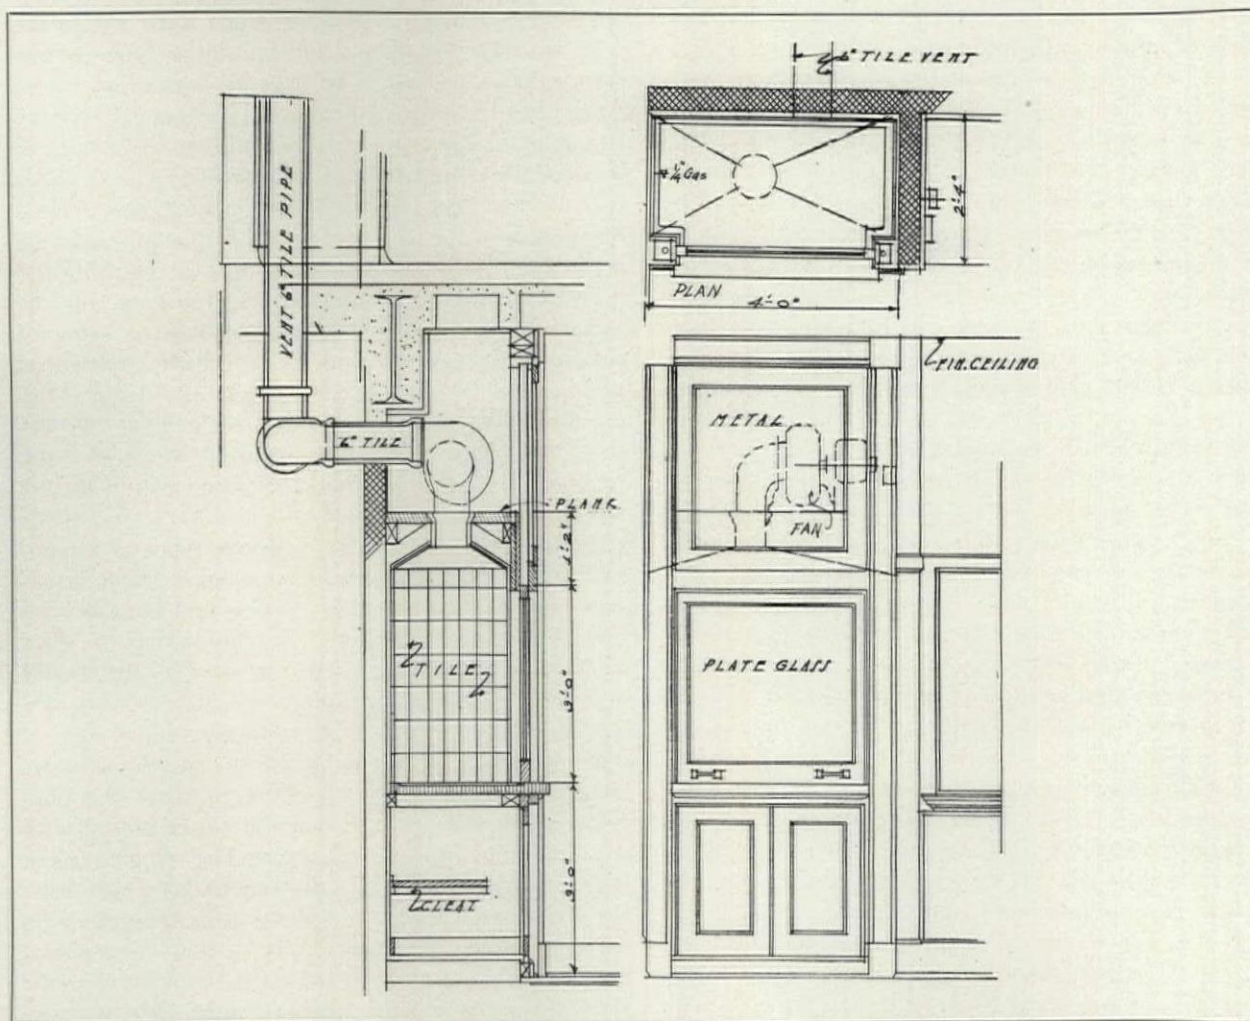 6" TILE VENT
VENT 6" TILE PIPE
1/4" Gas
2'-4"
PLAN
4'-0"
FIN. CEILING
METAL
6" TILE
PLANK
FAN
1'-2"
PLATE GLASS
TILE
3'-0"
CLEAT
3'-0"